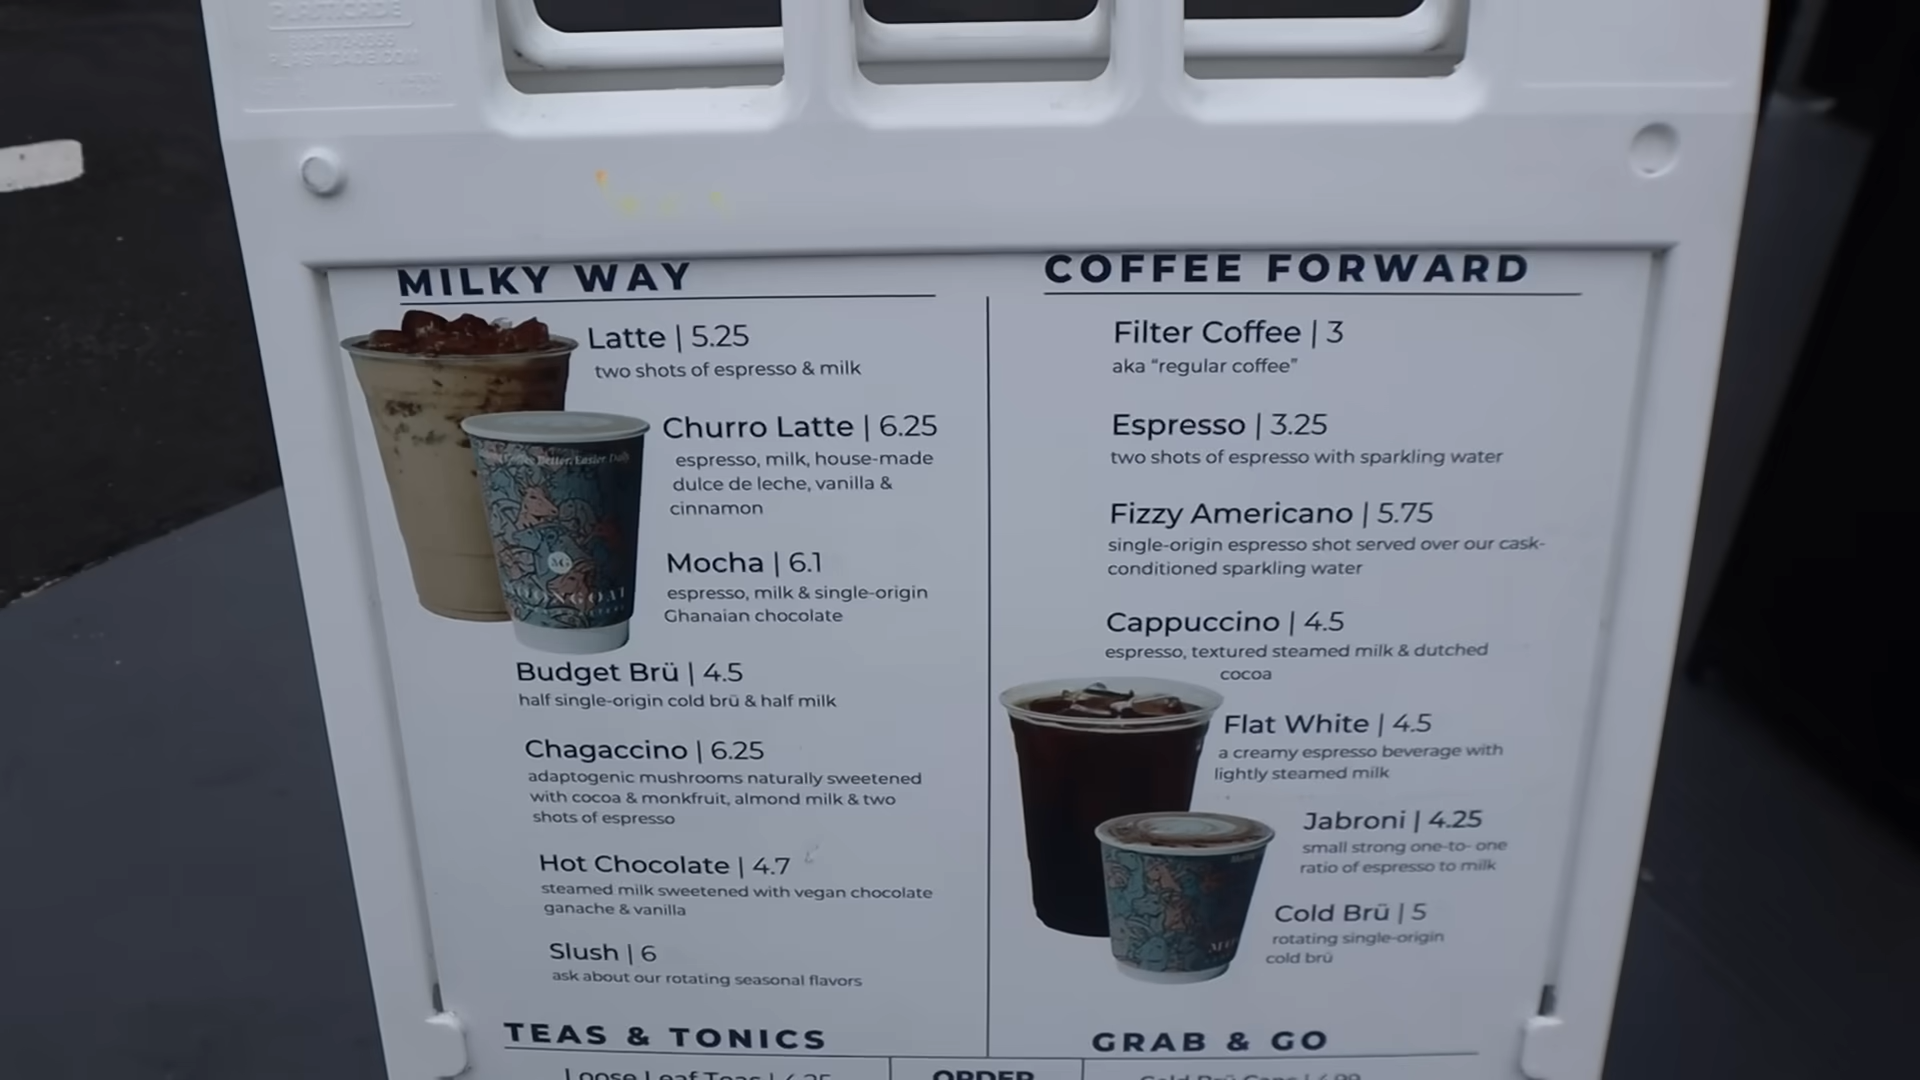 MILKY WAY
Latte | 5.25
two shots of espresso & milk
Churro Latte | 6.25
espresso, milk, house-made
dulce de leche, vanilla &
cinnamon
Mocha | 6.1
espresso, milk & single-origin
Ghanaian chocolate
Budget Brü | 4.5
half single-origin cold brü & half milk
Chagaccino | 6.25
adaptogenic mushrooms naturally sweetened
with cocoa & monkfruit, almond milk & two
shots of espresso
Hot Chocolate | 4.7
steamed milk sweetened with vegan chocolate
ganache & vanilla
Slush | 6
ask about our rotating seasonal flavors
TEAS & TONICS
Loose Leaf Teas |
COFFEE FORWARD
Filter Coffee | 3
aka “regular coffee”
Espresso | 3.25
two shots of espresso with sparkling water
Fizzy Americano | 5.75
single-origin espresso shot served over our cask-
conditioned sparkling water
Cappuccino | 4.5
espresso, textured steamed milk & dutched
cocoa
Flat White | 4.5
a creamy espresso beverage with
lightly steamed milk
Jabroni | 4.25
small strong one-to- one
ratio of espresso to milk
Cold Brü | 5
rotating single-origin
cold brü
GRAB & GO
ORDER
MG